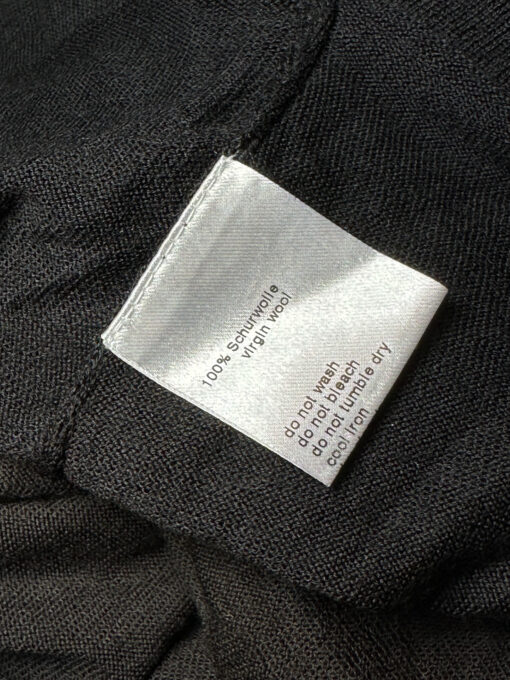 100% Schurwolle
virgin wool
do not wash
do not bleach
do not tumble dry
cool iron